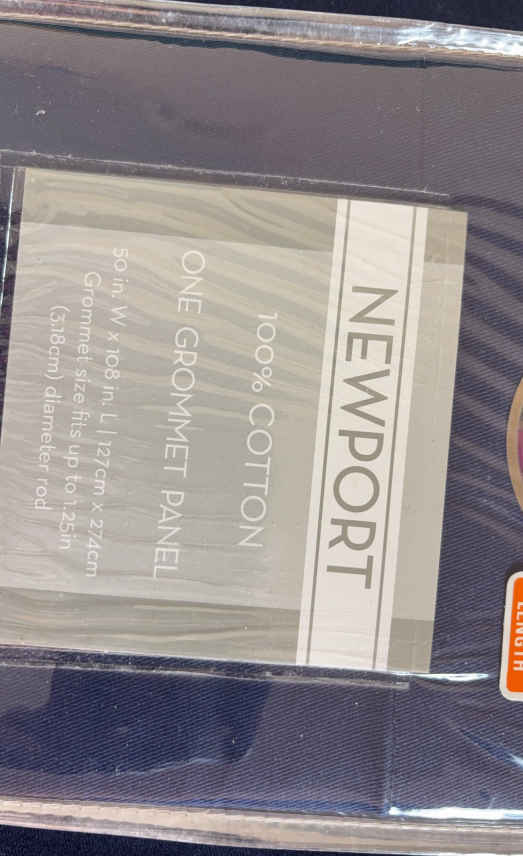 NEWPORT
100% COTTON
ONE GROMMET PANEL
50 in. W x 108 in. L | 127cm x 274cm
Grommet size fits up to 1.25in
(3.18cm) diameter rod
LENGTH